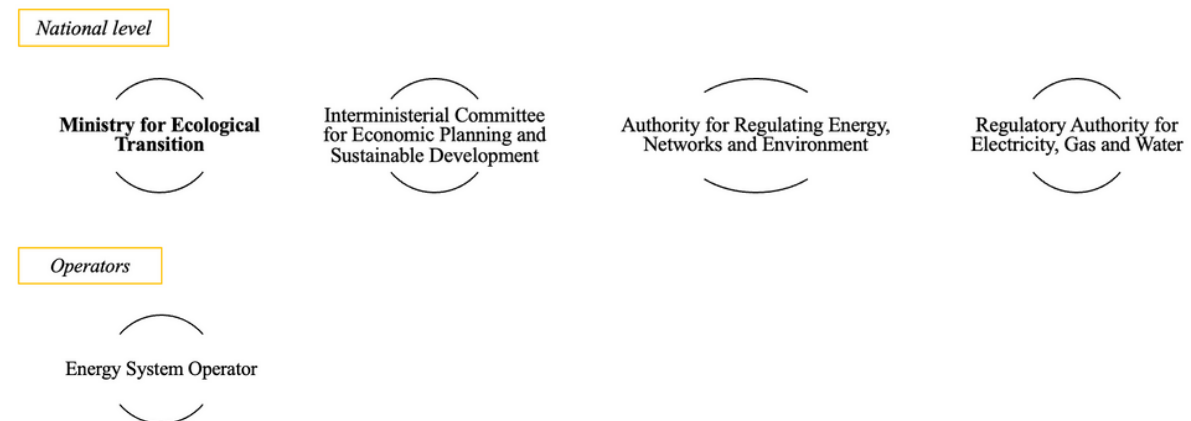 National level
Ministry for Ecological
Transition
Interministerial Committee
for Economic Planning and
Sustainable Development
Authority for Regulating Energy,
Networks and Environment
Regulatory Authority for
Electricity, Gas and Water
Operators
Energy System Operator